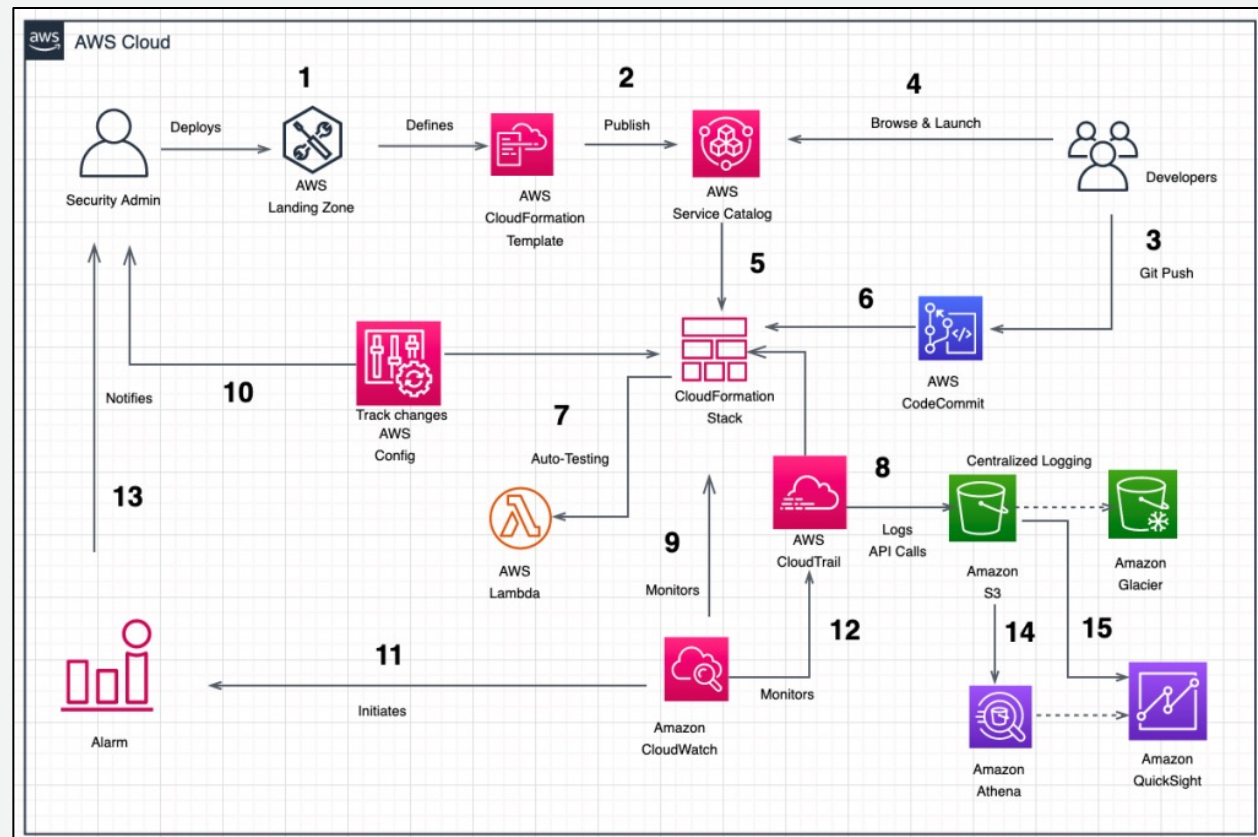 aws
AWS Cloud
1
2
4
Deploys
Defines
Publish
Browse & Launch
Security Admin
AWS
Landing Zone
AWS
CloudFormation
Template
AWS
Service Catalog
Developers
3
Git Push
5
6
AWS
CodeCommit
CloudFormation
Stack
Notifies
10
Track changes
AWS
Config
7
Auto-Testing
AWS
Lambda
13
8
Centralized Logging
AWS
CloudTrail
Logs
API Calls
Amazon
S3
Amazon
Glacier
9
Monitors
12
14
15
11
Initiates
Monitors
Alarm
Amazon
CloudWatch
Amazon
Athena
Amazon
QuickSight